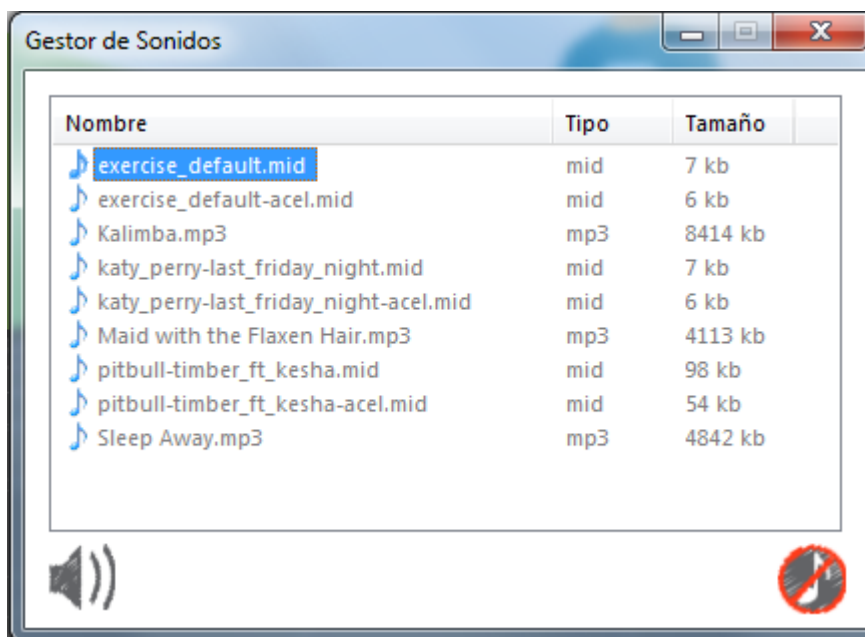 Gestor de Sonidos
Nombre Tipo Tamaño
exercise_default.mid mid 7 kb
exercise_default-acel.mid mid 6 kb
Kalimba.mp3 mp3 8414 kb
katy_perry-last_friday_night.mid mid 7 kb
katy_perry-last_friday_night-acel.mid mid 6 kb
Maid with the Flaxen Hair.mp3 mp3 4113 kb
pitbull-timber_ft_kesha.mid mid 98 kb
pitbull-timber_ft_kesha-acel.mid mid 54 kb
Sleep Away.mp3 mp3 4842 kb